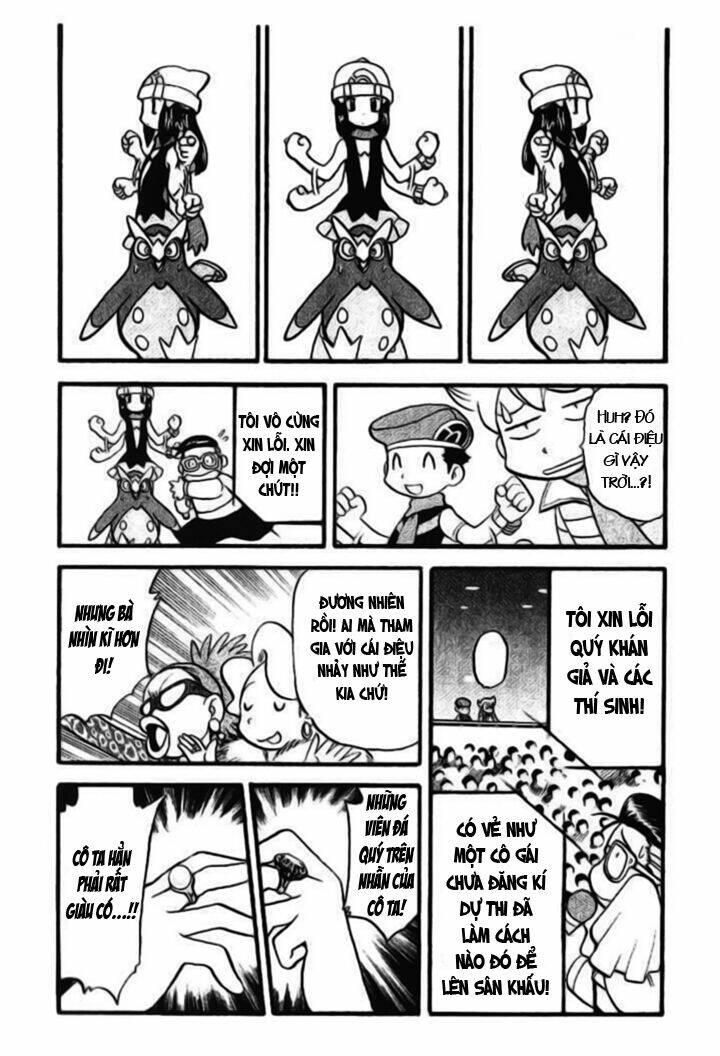 HUH? ĐÓ
LÀ CÁI ĐIỆU
GÌ VẬY
TRỜI...?!
TÔI VÔ CÙNG
XIN LỖI. XIN
ĐỢI MỘT
CHÚT!!
TÔI XIN LỖI
QUÝ KHÁN
GIẢ VÀ CÁC
THÍ SINH!
CÓ VẺ NHƯ
MỘT CÔ GÁI
CHƯA ĐĂNG KÍ
DỰ THI ĐÃ
LÀM CÁCH
NÀO ĐÓ ĐỂ
LÊN SÂN KHẤU!
ĐƯƠNG NHIÊN
RỒI! AI MÀ THAM
GIA VỚI CÁI ĐIỆU
NHẢY NHƯ THẾ
KIA CHỨ!
NHƯNG BÀ
NHÌN KĨ HƠN
ĐI!
NHỮNG
VIÊN ĐÁ
QUÝ TRÊN
NHẪN CỦA
CÔ TA!
CÔ TA HẲN
PHẢI RẤT
GIÀU CÓ...!!